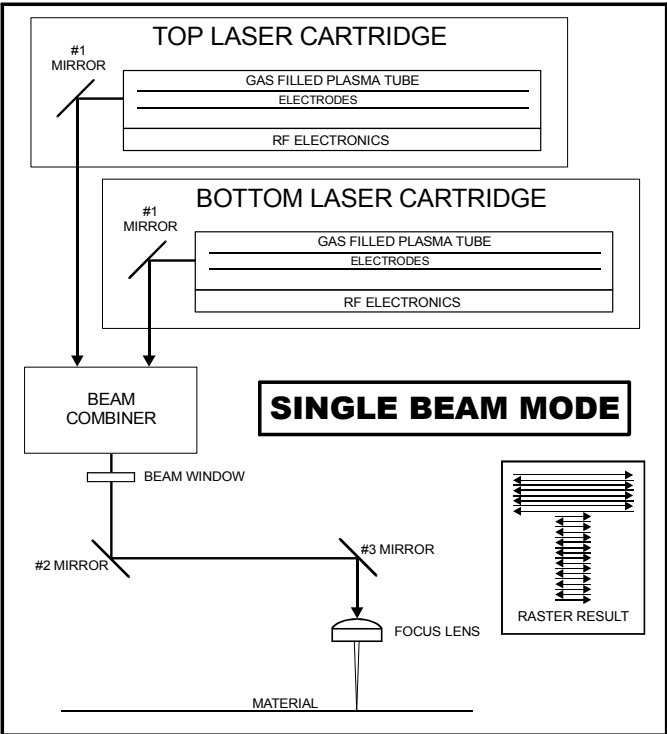 TOP LASER CARTRIDGE
#1
MIRROR
GAS FILLED PLASMA TUBE
ELECTRODES
RF ELECTRONICS
BOTTOM LASER CARTRIDGE
#1
MIRROR
GAS FILLED PLASMA TUBE
ELECTRODES
RF ELECTRONICS
BEAM
COMBINER
SINGLE BEAM MODE
BEAM WINDOW
#2 MIRROR
#3 MIRROR
FOCUS LENS
RASTER RESULT
MATERIAL